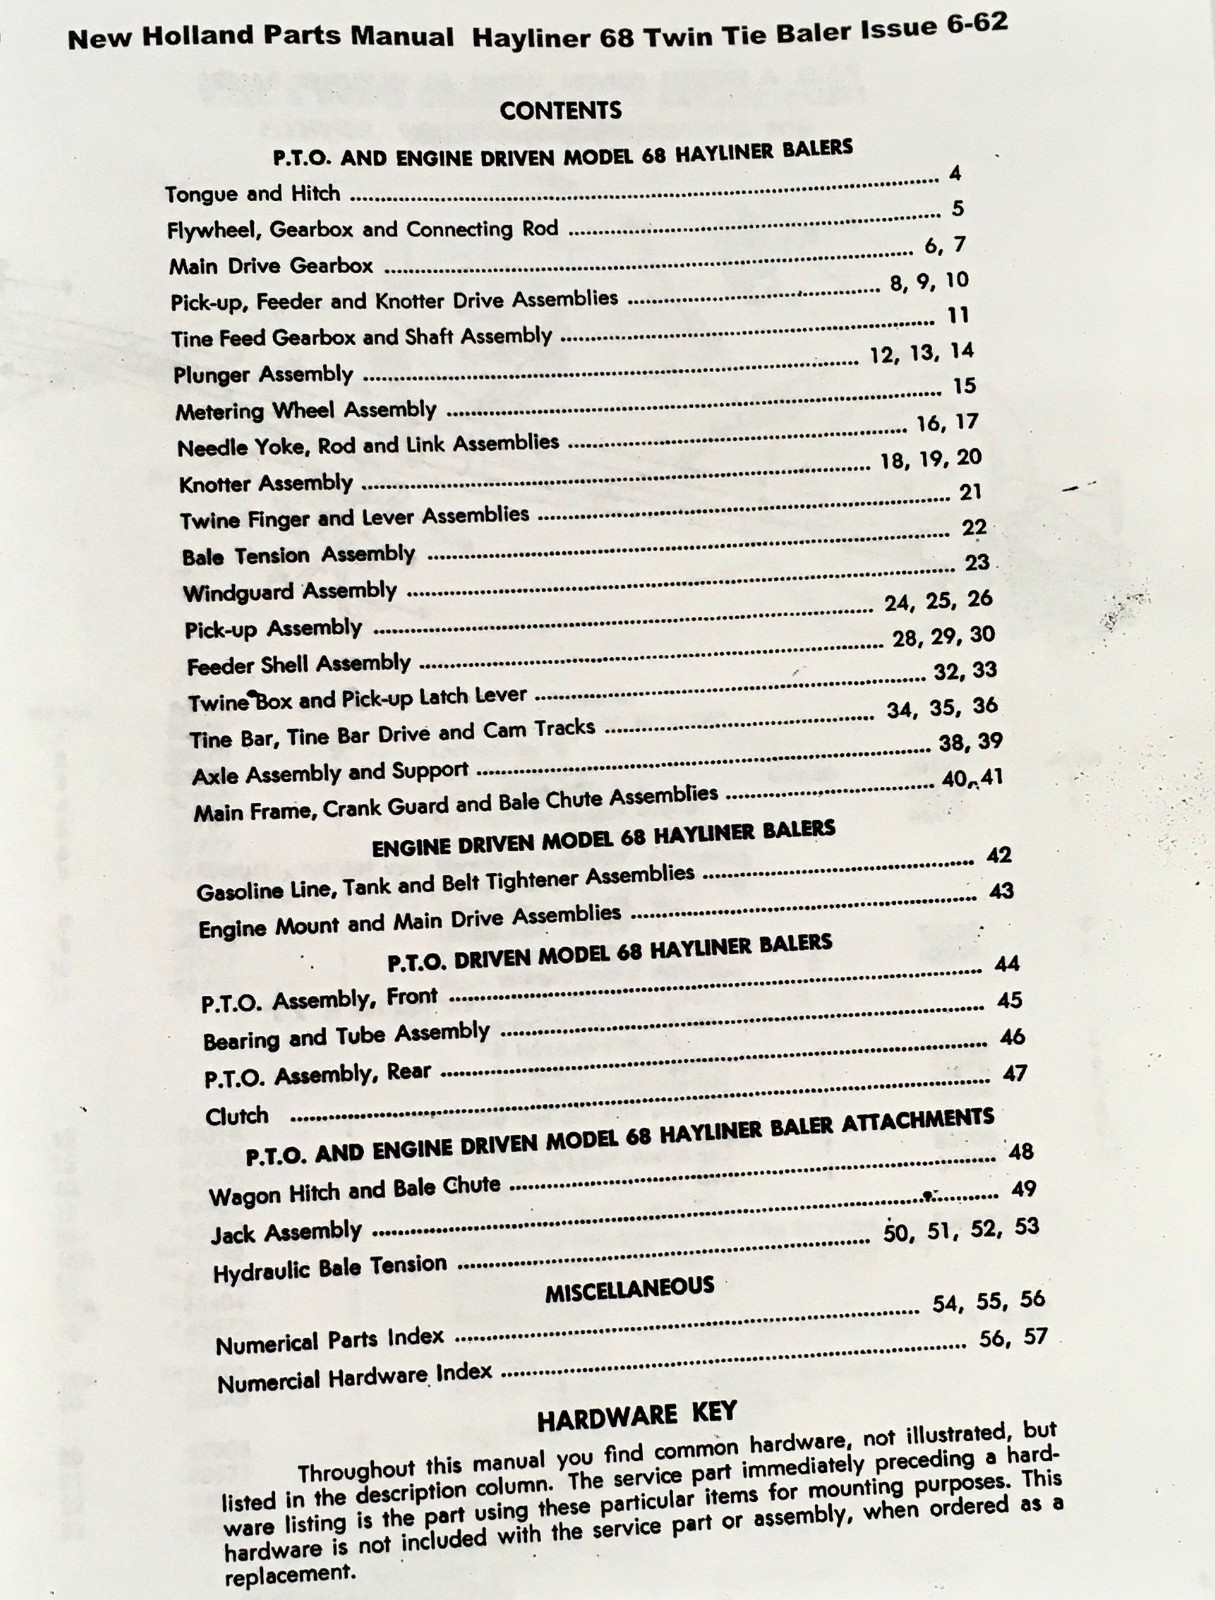 New Holland Parts Manual Hayliner 68 Twin Tie Baler Issue 6-62
CONTENTS
P.T.O. AND ENGINE DRIVEN MODEL 68 HAYLINER BALERS
Tongue and Hitch ........ 4
Flywheel, Gearbox and Connecting Rod ........ 5
Main Drive Gearbox ........ 6, 7
Pick-up, Feeder and Knotter Drive Assemblies ........ 8, 9, 10
Tine Feed Gearbox and Shaft Assembly ........ 11
Plunger Assembly ........ 12, 13, 14
Metering Wheel Assembly ........ 15
Needle Yoke, Rod and Link Assemblies ........ 16, 17
Knotter Assembly ........ 18, 19, 20
Twine Finger and Lever Assemblies ........ 21
Bale Tension Assembly ........ 22
Windguard Assembly ........ 23
Pick-up Assembly ........ 24, 25, 26
Feeder Shell Assembly ........ 28, 29, 30
Twine Box and Pick-up Latch Lever ........ 32, 33
Tine Bar, Tine Bar Drive and Cam Tracks ........ 34, 35, 36
Axle Assembly and Support ........ 38, 39
Main Frame, Crank Guard and Bale Chute Assemblies ........ 40, 41
ENGINE DRIVEN MODEL 68 HAYLINER BALERS
Gasoline Line, Tank and Belt Tightener Assemblies ........ 42
Engine Mount and Main Drive Assemblies ........ 43
P.T.O. DRIVEN MODEL 68 HAYLINER BALERS
P.T.O. Assembly, Front ........ 44
Bearing and Tube Assembly ........ 45
P.T.O. Assembly, Rear ........ 46
Clutch ........ 47
P.T.O. AND ENGINE DRIVEN MODEL 68 HAYLINER BALER ATTACHMENTS
Wagon Hitch and Bale Chute ........ 48
Jack Assembly ........ 49
Hydraulic Bale Tension ........ 50, 51, 52, 53
MISCELLANEOUS
Numerical Parts Index ........ 54, 55, 56
Numercial Hardware Index ........ 56, 57
HARDWARE KEY
Throughout this manual you find common hardware, not illustrated, but
listed in the description column. The service part immediately preceding a hard-
ware listing is the part using these particular items for mounting purposes. This
hardware is not included with the service part or assembly, when ordered as a
replacement.